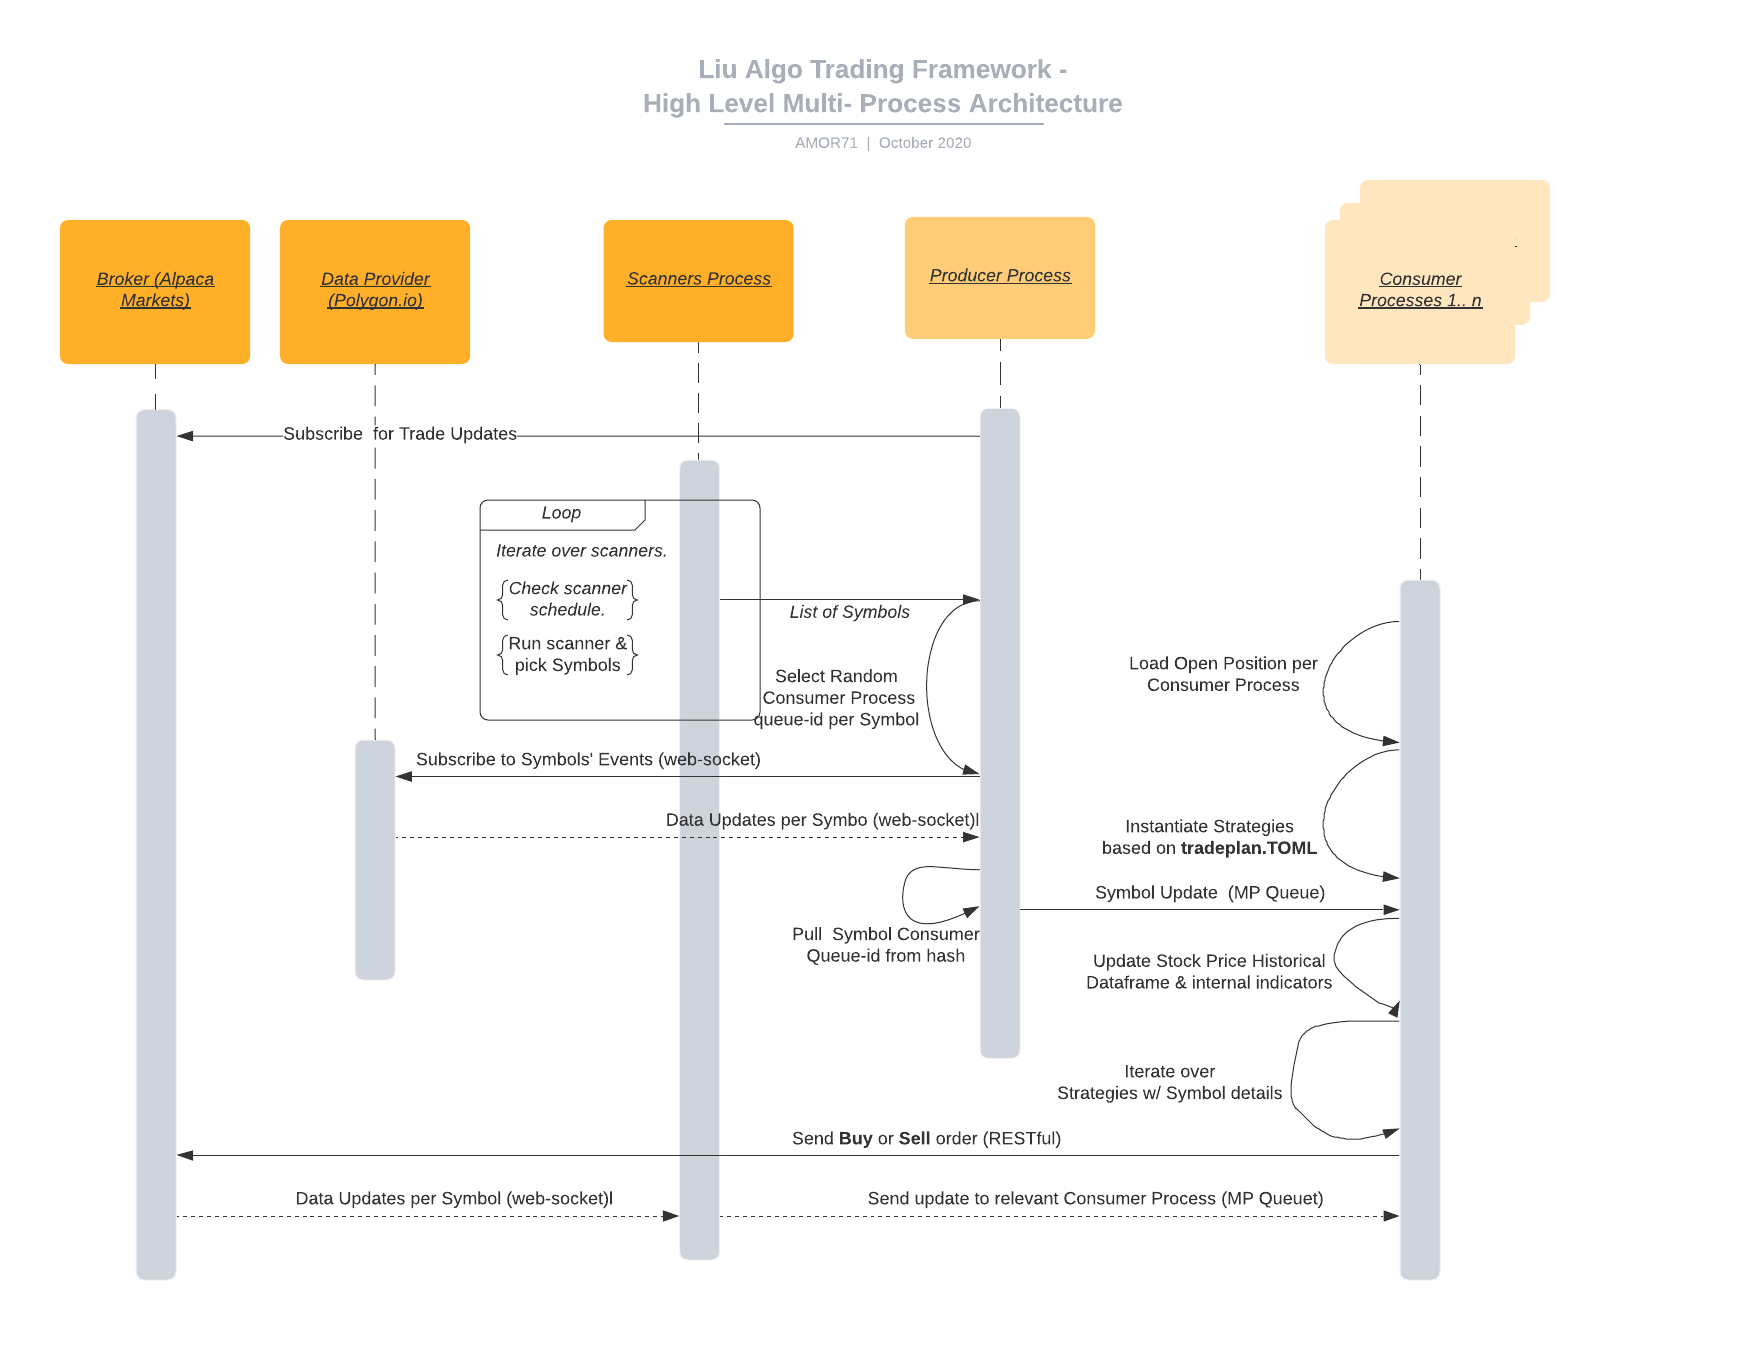 Liu Algo Trading Framework -
High Level Multi- Process Architecture
AMOR71 | October 2020
Broker (Alpaca
Markets)
Data Provider
(Polygon.io)
Scanners Process
Producer Process
Consumer
Processes 1.. n
Subscribe  for Trade Updates
Loop
Iterate over scanners.
Check scanner
schedule.
Run scanner &
pick Symbols
List of Symbols
Select Random
Consumer Process
queue-id per Symbol
Load Open Position per
Consumer Process
Subscribe to Symbols' Events (web-socket)
Data Updates per Symbo (web-socket)l
Instantiate Strategies
based on tradeplan.TOML
Symbol Update  (MP Queue)
Pull  Symbol Consumer
Queue-id from hash
Update Stock Price Historical
Dataframe & internal indicators
Iterate over
Strategies w/ Symbol details
Send Buy or Sell order (RESTful)
Data Updates per Symbol (web-socket)l
Send update to relevant Consumer Process (MP Queuet)